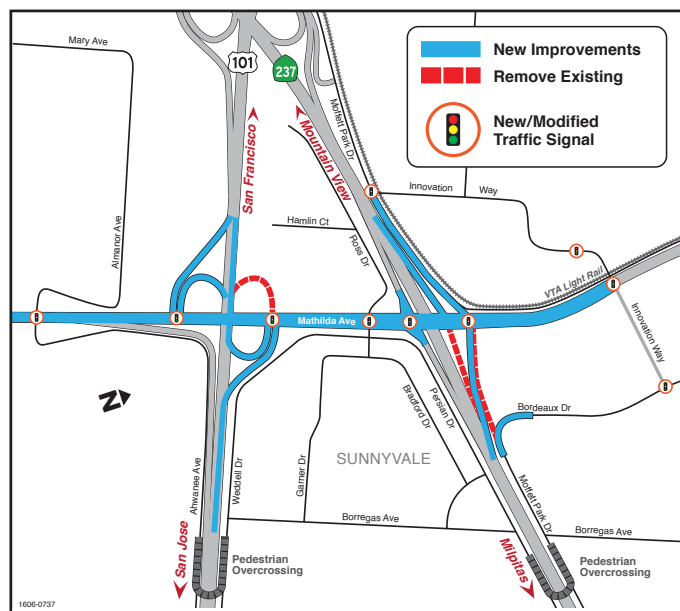 Mary Ave
101
237
New Improvements
Remove Existing
New/Modified
Traffic Signal
Moffett Park Dr
San Francisco
Mountain View
Innovation Way
Almanor Ave
Hamlin Ct
Ross Dr
VTA Light Rail
Mathilda Ave
Innovation Way
N
Bordeaux Dr
Persian Dr
Bradford Dr
SUNNYVALE
Ahwanee Ave
Weddell Dr
Garner Dr
Moffett Park Dr
Borregas Ave
Borregas Ave
San Jose
Pedestrian
Overcrossing
Milpitas
Pedestrian
Overcrossing
1606-0737